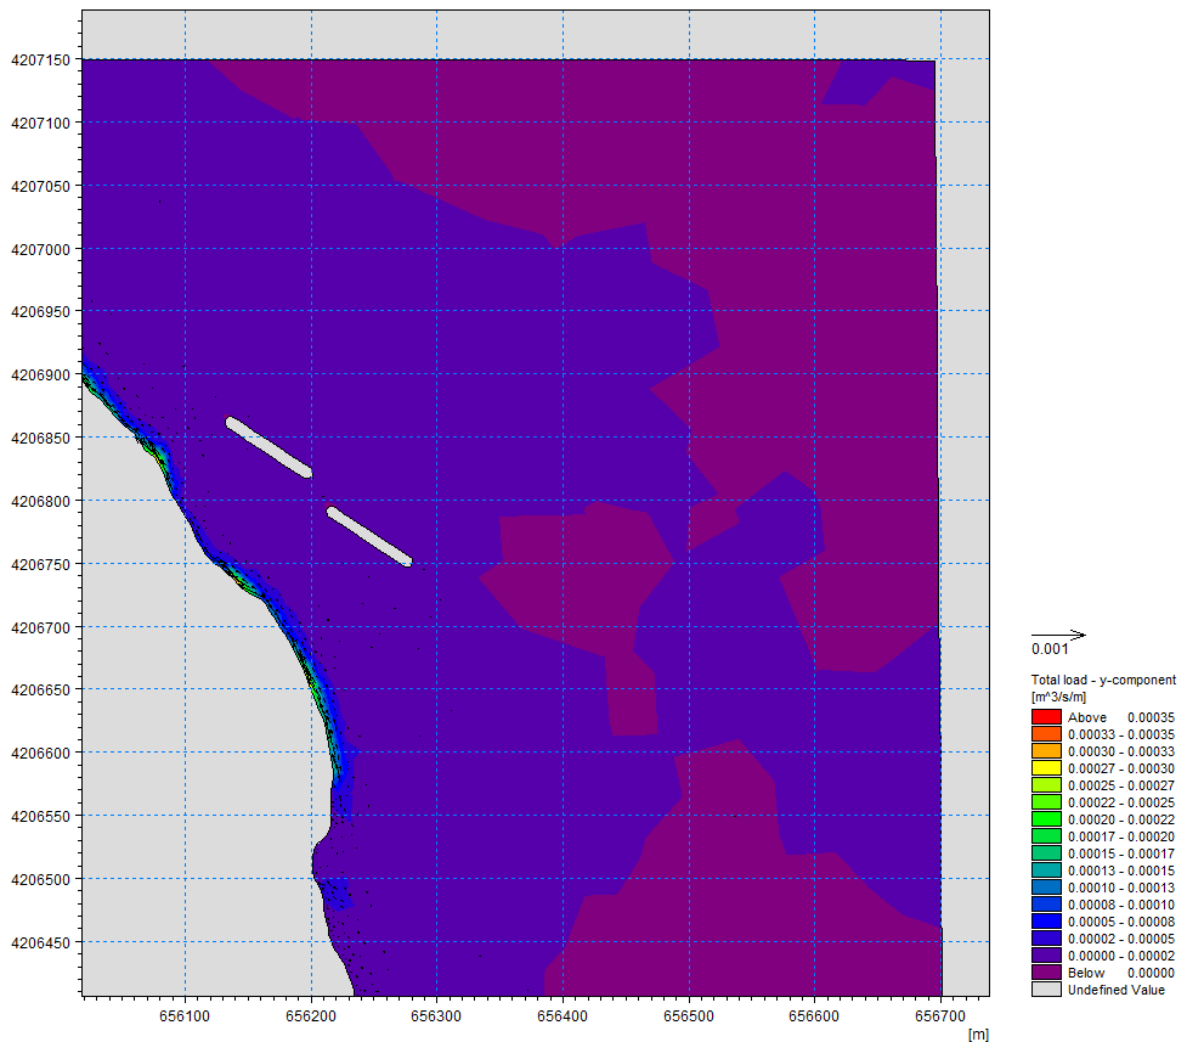 4207150
4207100
4207050
4207000
4206950
4206900
4206850
4206800
4206750
4206700
4206650
4206600
4206550
4206500
4206450
656100 656200 656300 656400 656500 656600 656700
[m]
0.001
Total load - y-component
[m^3/s/m]
Above 0.00035
0.00033 - 0.00035
0.00030 - 0.00033
0.00027 - 0.00030
0.00025 - 0.00027
0.00022 - 0.00025
0.00020 - 0.00022
0.00017 - 0.00020
0.00015 - 0.00017
0.00013 - 0.00015
0.00010 - 0.00013
0.00008 - 0.00010
0.00005 - 0.00008
0.00002 - 0.00005
0.00000 - 0.00002
Below 0.00000
Undefined Value